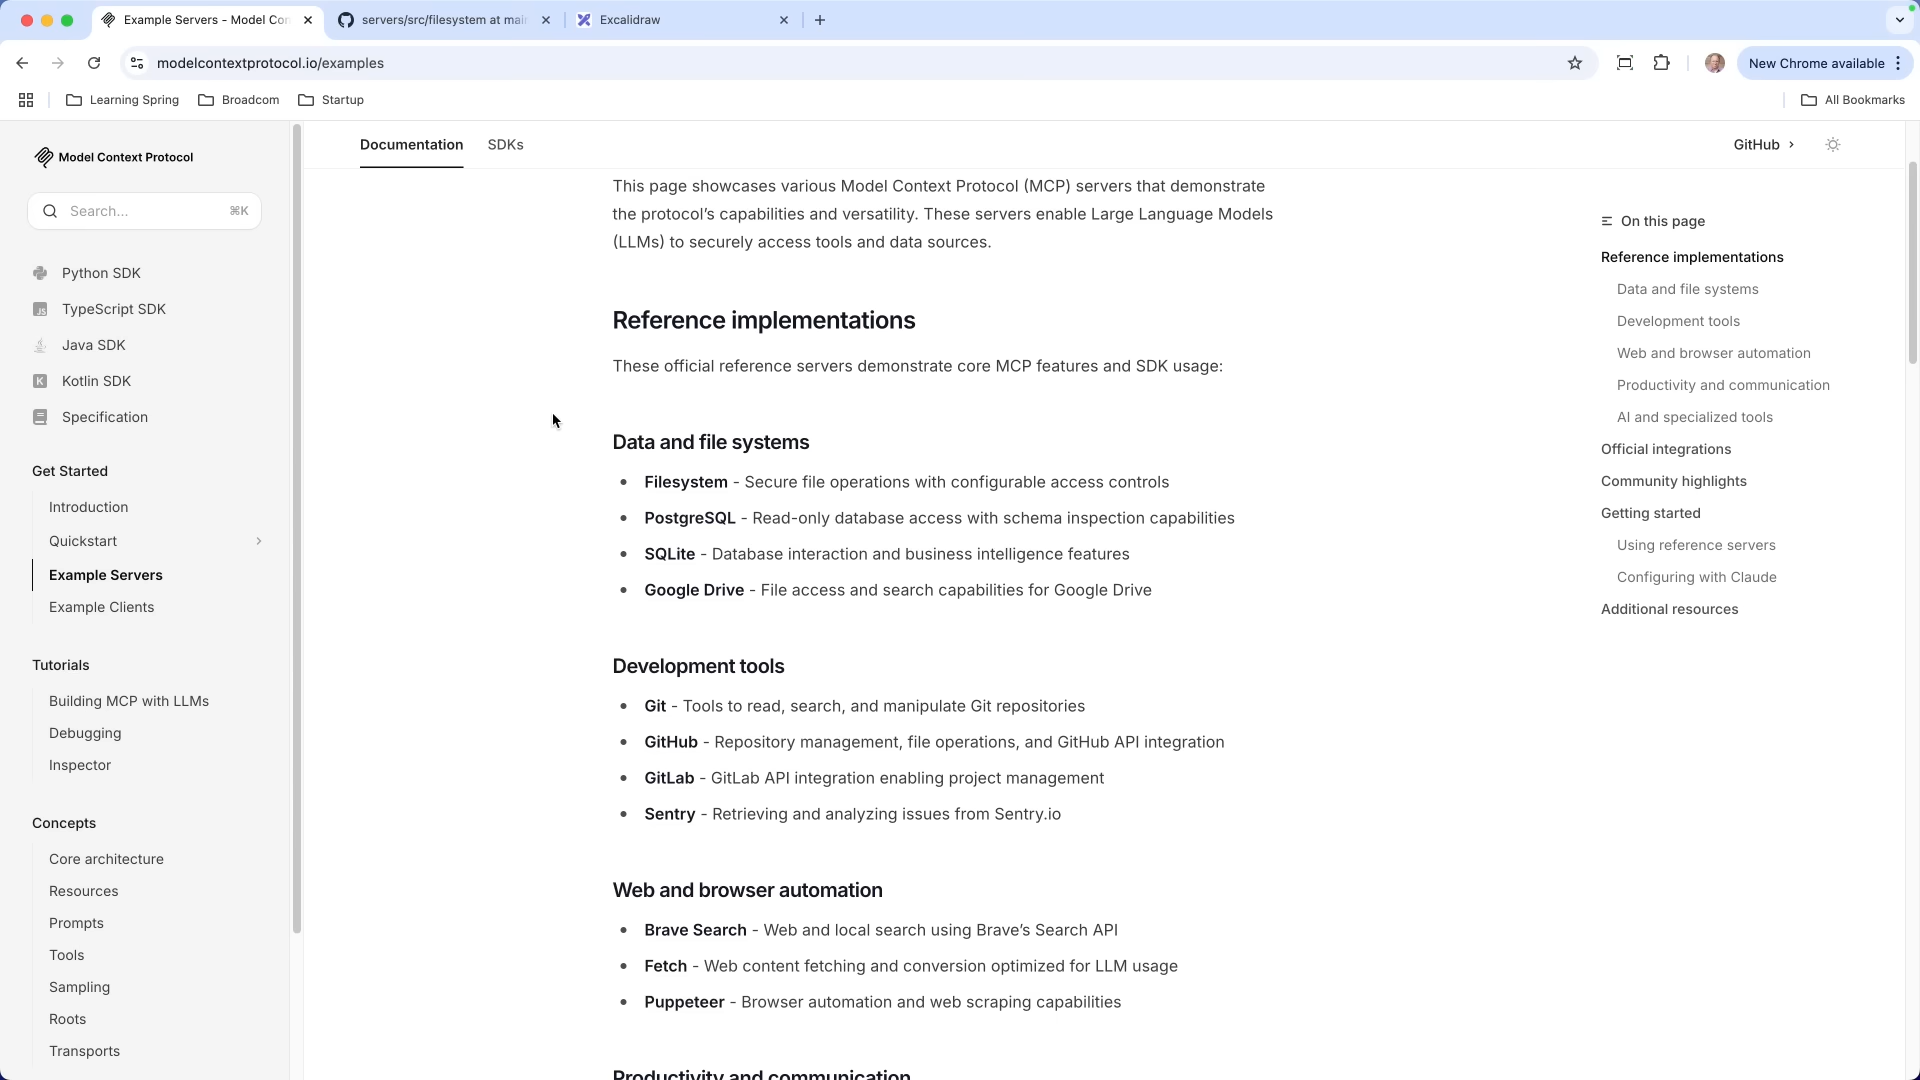 Example Servers - Model Con
servers/src/filesystem at main
Excalidraw
modelcontextprotocol.io/examples
New Chrome available
Learning Spring
Broadcom
Startup
All Bookmarks
Model Context Protocol
Search...
⌘K
Python SDK
TypeScript SDK
Java SDK
Kotlin SDK
Specification
Get Started
Introduction
Quickstart
Example Servers
Example Clients
Tutorials
Building MCP with LLMs
Debugging
Inspector
Concepts
Core architecture
Resources
Prompts
Tools
Sampling
Roots
Transports
Documentation
SDKs
GitHub
This page showcases various Model Context Protocol (MCP) servers that demonstrate
the protocol’s capabilities and versatility. These servers enable Large Language Models
(LLMs) to securely access tools and data sources.
Reference implementations
These official reference servers demonstrate core MCP features and SDK usage:
Data and file systems
• Filesystem - Secure file operations with configurable access controls
• PostgreSQL - Read-only database access with schema inspection capabilities
• SQLite - Database interaction and business intelligence features
• Google Drive - File access and search capabilities for Google Drive
Development tools
• Git - Tools to read, search, and manipulate Git repositories
• GitHub - Repository management, file operations, and GitHub API integration
• GitLab - GitLab API integration enabling project management
• Sentry - Retrieving and analyzing issues from Sentry.io
Web and browser automation
• Brave Search - Web and local search using Brave’s Search API
• Fetch - Web content fetching and conversion optimized for LLM usage
• Puppeteer - Browser automation and web scraping capabilities
Productivity and communication
On this page
Reference implementations
Data and file systems
Development tools
Web and browser automation
Productivity and communication
AI and specialized tools
Official integrations
Community highlights
Getting started
Using reference servers
Configuring with Claude
Additional resources